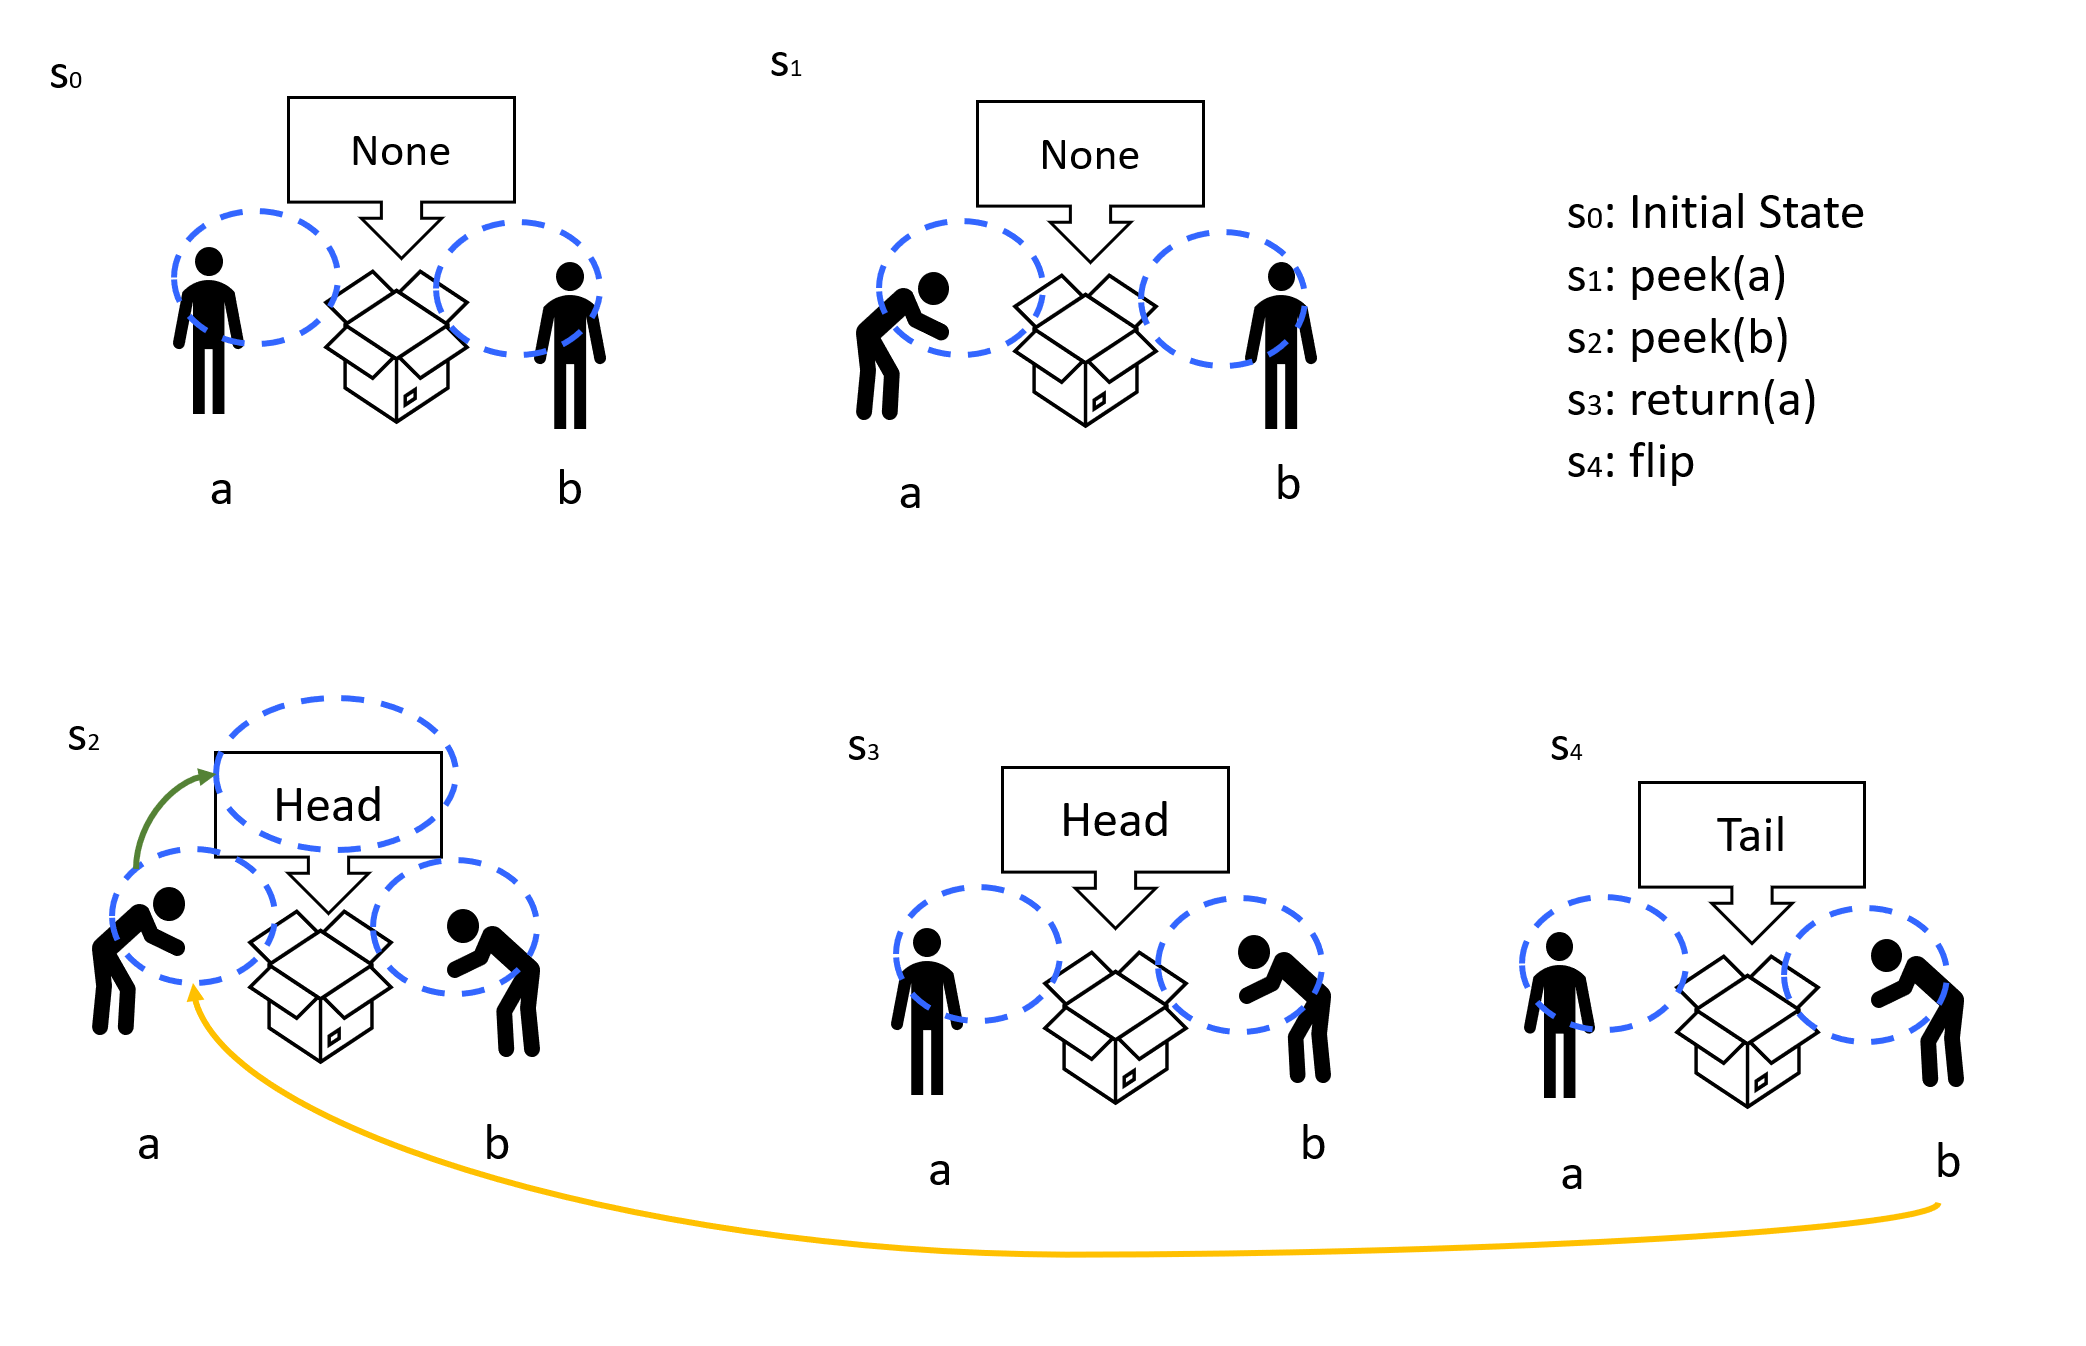 s0
None
a
b
s1
None
a
b
s0: Initial State
s1: peek(a)
s2: peek(b)
s3: return(a)
s4: flip
s2
Head
a
b
s3
Head
a
b
s4
Tail
a
b